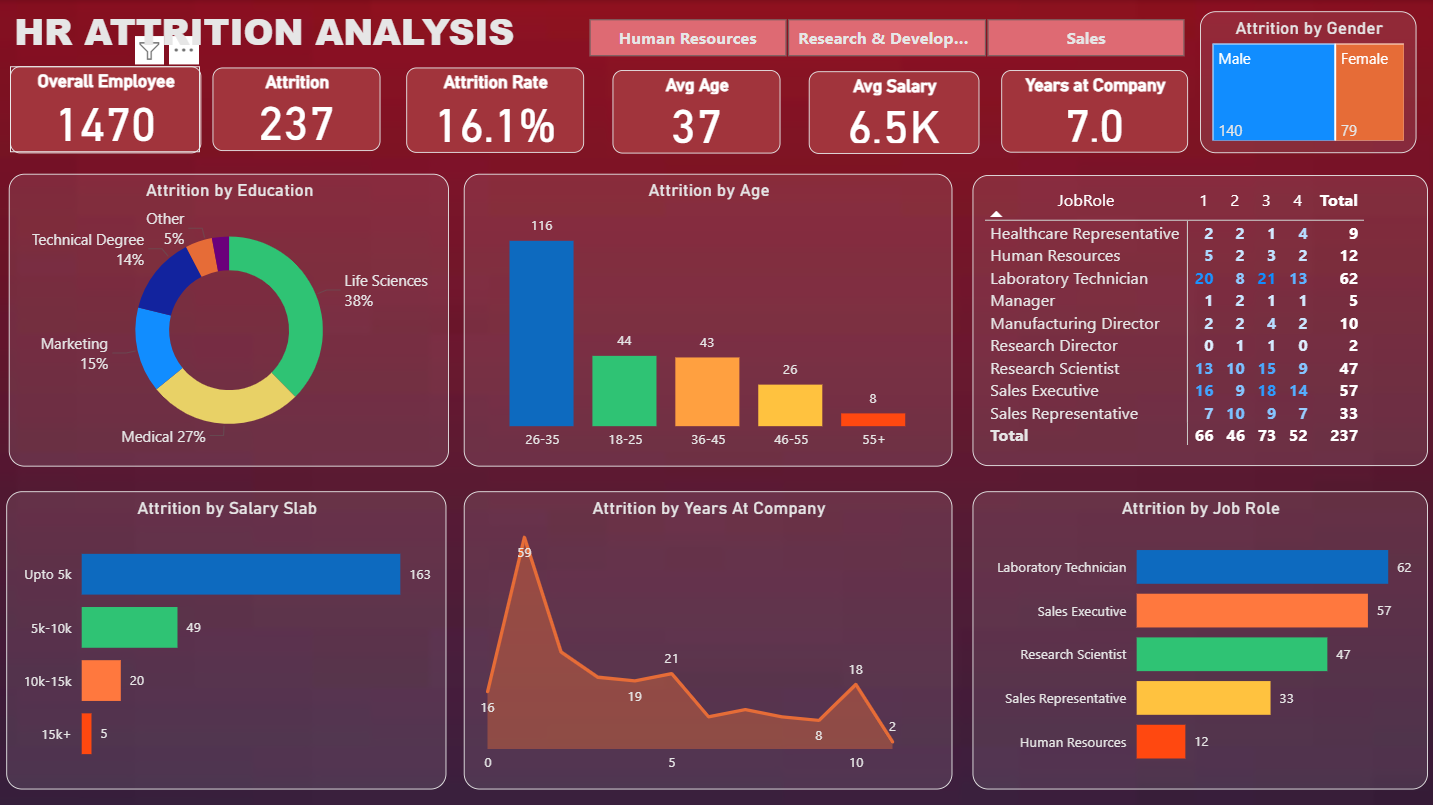 HR ATTRITION ANALYSIS
Human Resources
Research & Develop...
Sales
Attrition by Gender
Male
Female
140
79
Overall Employee
1470
Attrition
237
Attrition Rate
16.1%
Avg Age
37
Avg Salary
6.5K
Years at Company
7.0
Attrition by Education
Other
5%
Technical Degree
14%
Life Sciences
38%
Marketing
15%
Medical 27%
Attrition by Age
116
44
43
26
8
26-35 18-25 36-45 46-55 55+
JobRole 1 2 3 4 Total
Healthcare Representative 2 2 1 4 9
Human Resources 5 2 3 2 12
Laboratory Technician 20 8 21 13 62
Manager 1 2 1 1 5
Manufacturing Director 2 2 4 2 10
Research Director 0 1 1 0 2
Research Scientist 13 10 15 9 47
Sales Executive 16 9 18 14 57
Sales Representative 7 10 9 7 33
Total 66 46 73 52 237
Attrition by Salary Slab
Upto 5k 163
5k-10k 49
10k-15k 20
15k+ 5
Attrition by Years At Company
59
21
18
16
19
8
2
0 5 10
Attrition by Job Role
Laboratory Technician 62
Sales Executive 57
Research Scientist 47
Sales Representative 33
Human Resources 12